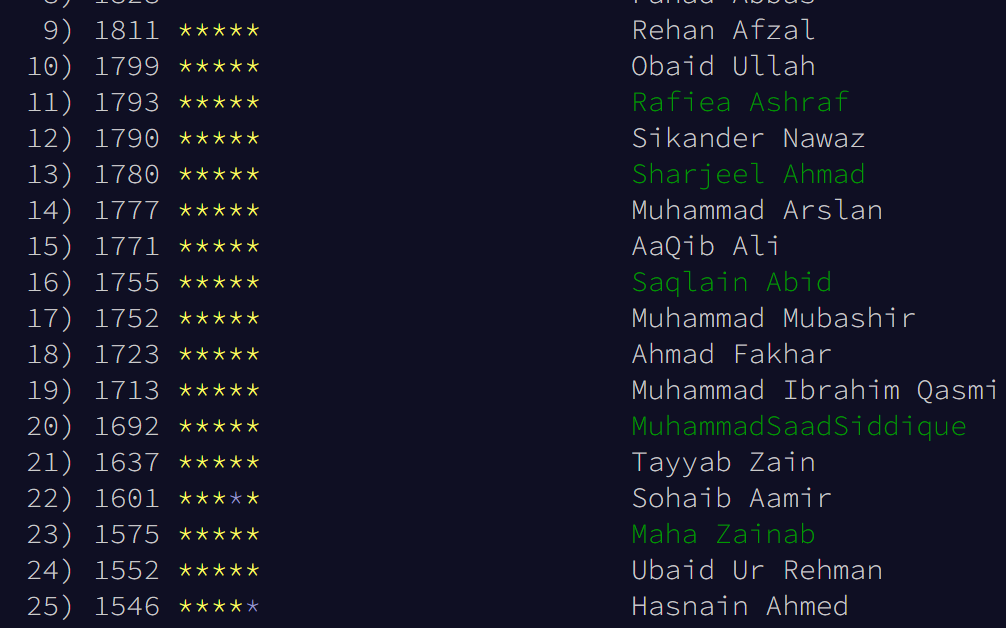 9) 1811 ***** Rehan Afzal
10) 1799 ***** Obaid Ullah
11) 1793 ***** Rafiea Ashraf
12) 1790 ***** Sikander Nawaz
13) 1780 ***** Sharjeel Ahmad
14) 1777 ***** Muhammad Arslan
15) 1771 ***** AaQib Ali
16) 1755 ***** Saqlain Abid
17) 1752 ***** Muhammad Mubashir
18) 1723 ***** Ahmad Fakhar
19) 1713 ***** Muhammad Ibrahim Qasmi
20) 1692 ***** MuhammadSaadSiddique
21) 1637 ***** Tayyab Zain
22) 1601 ***** Sohaib Aamir
23) 1575 ***** Maha Zainab
24) 1552 ***** Ubaid Ur Rehman
25) 1546 ***** Hasnain Ahmed